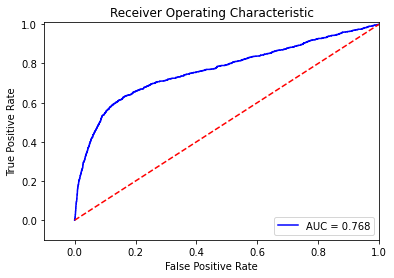 Receiver Operating Characteristic
True Positive Rate
1.0
0.8
0.6
0.4
0.2
0.0
AUC = 0.768
0.0 0.2 0.4 0.6 0.8 1.0
False Positive Rate